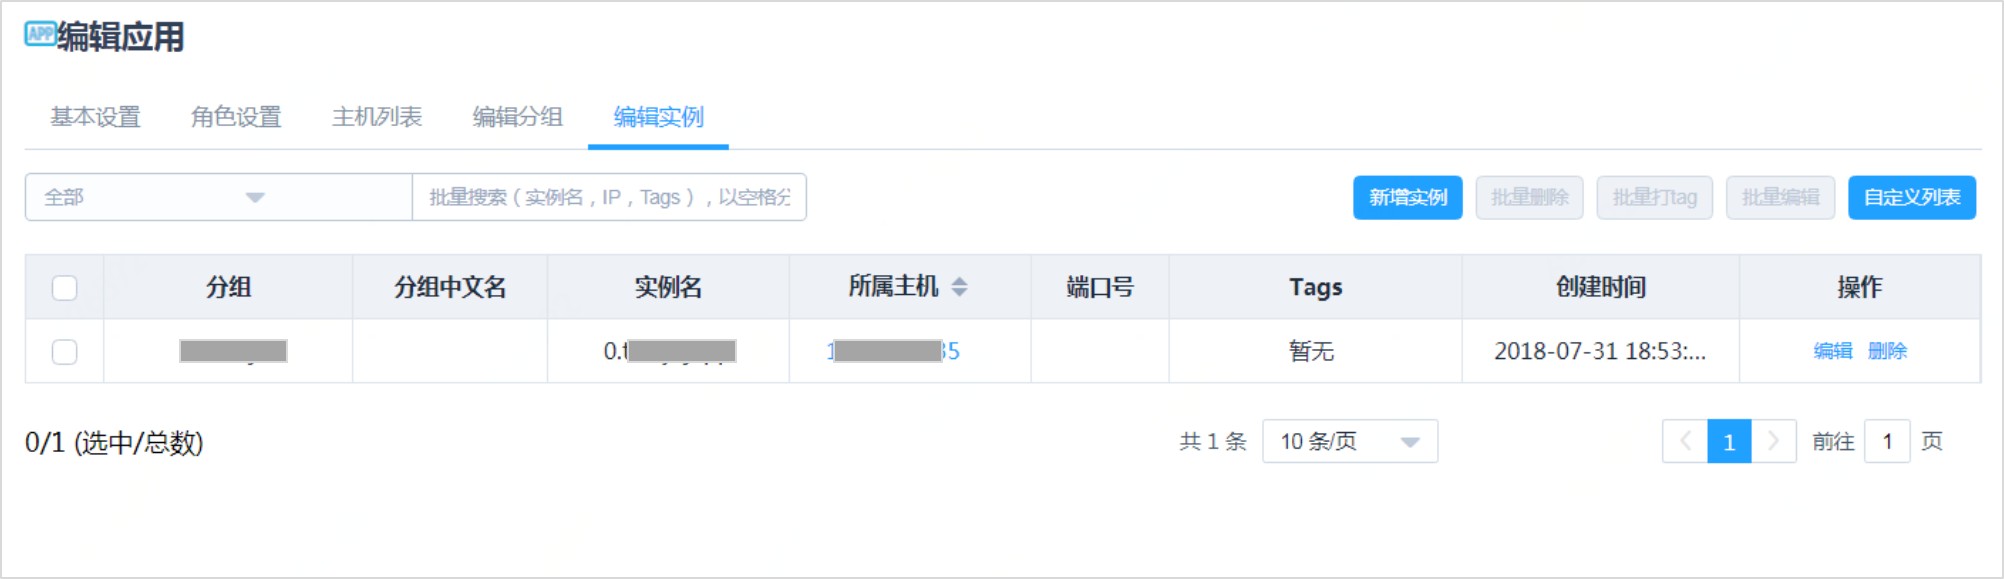 APP 编辑应用
基本设置 角色设置 主机列表 编辑分组 编辑实例
全部 批量搜索（实例名，IP，Tags），以空格分 新增实例 批量删除 批量打tag 批量编辑 自定义列表
分组 分组中文名 实例名 所属主机 端口号 Tags 创建时间 操作
暂无 2018-07-31 18:53:... 编辑 删除
0/1 (选中/总数) 共 1 条 10 条/页 1 前往 1 页